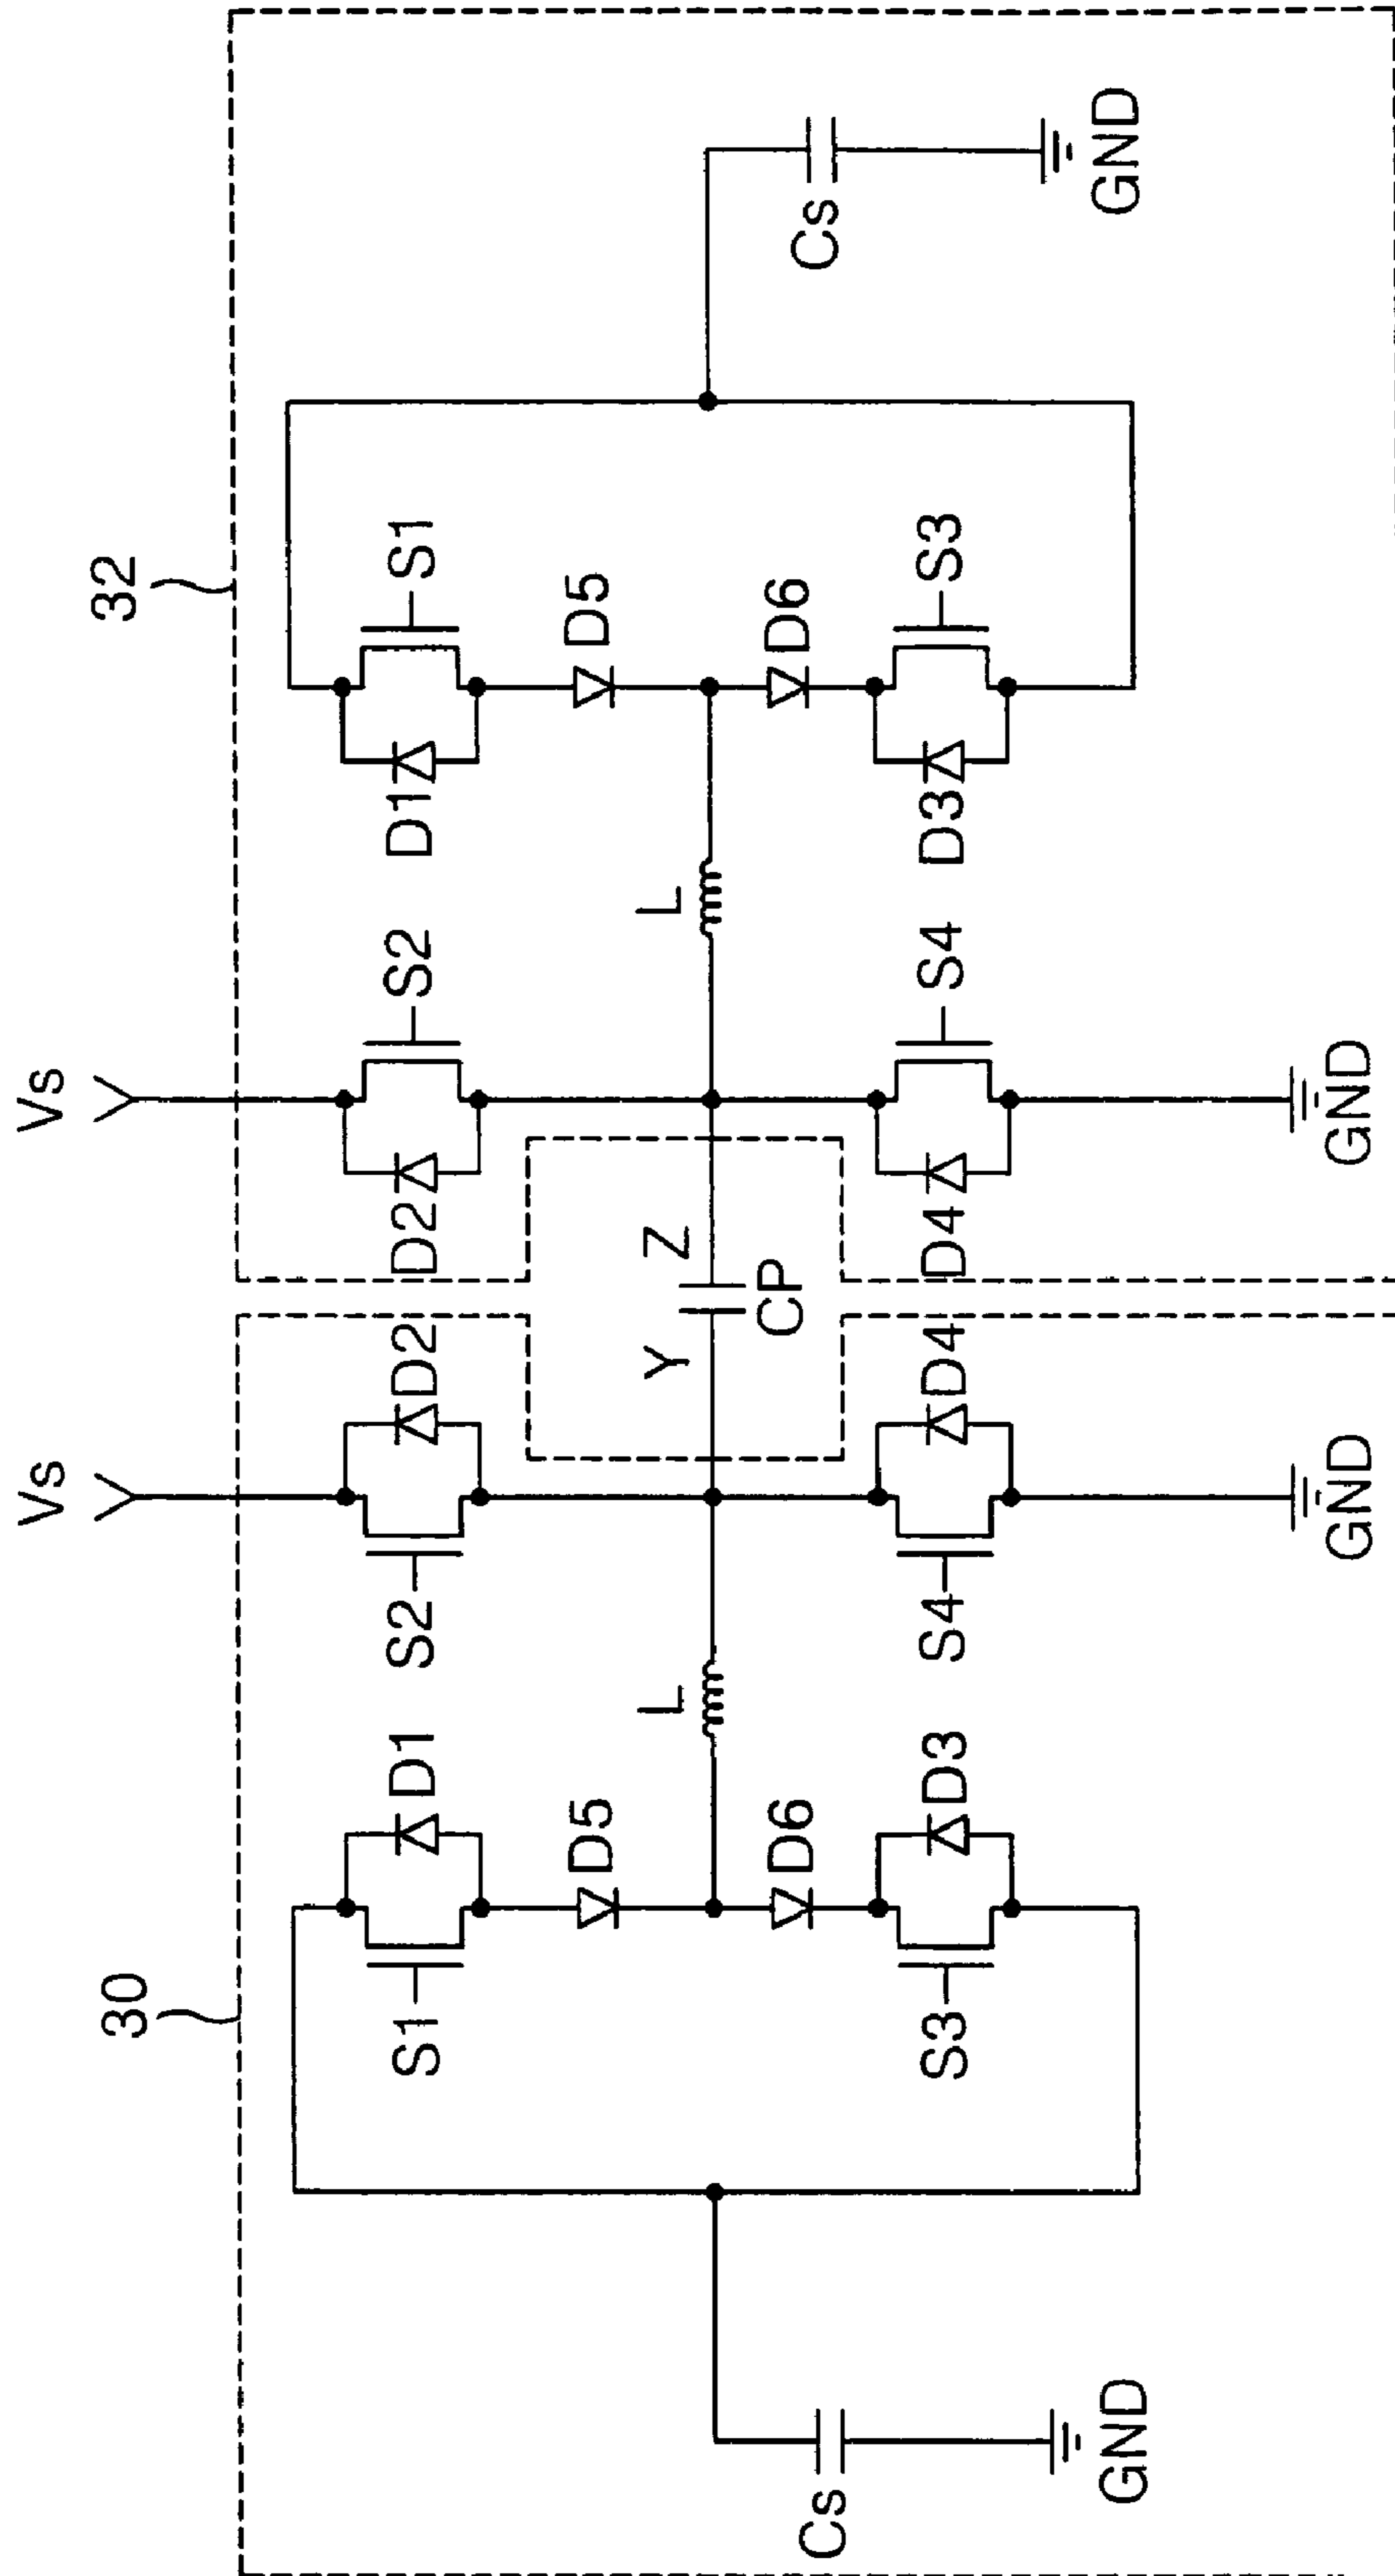 30
32
Vs
Vs
S1
D1
S2
D2
D2
S2
D1
S1
D5
D5
L
Y
Z
L
CP
D6
D6
S3
D3
S4
D4
D4
S4
D3
S3
Cs
Cs
GND
GND
GND
GND